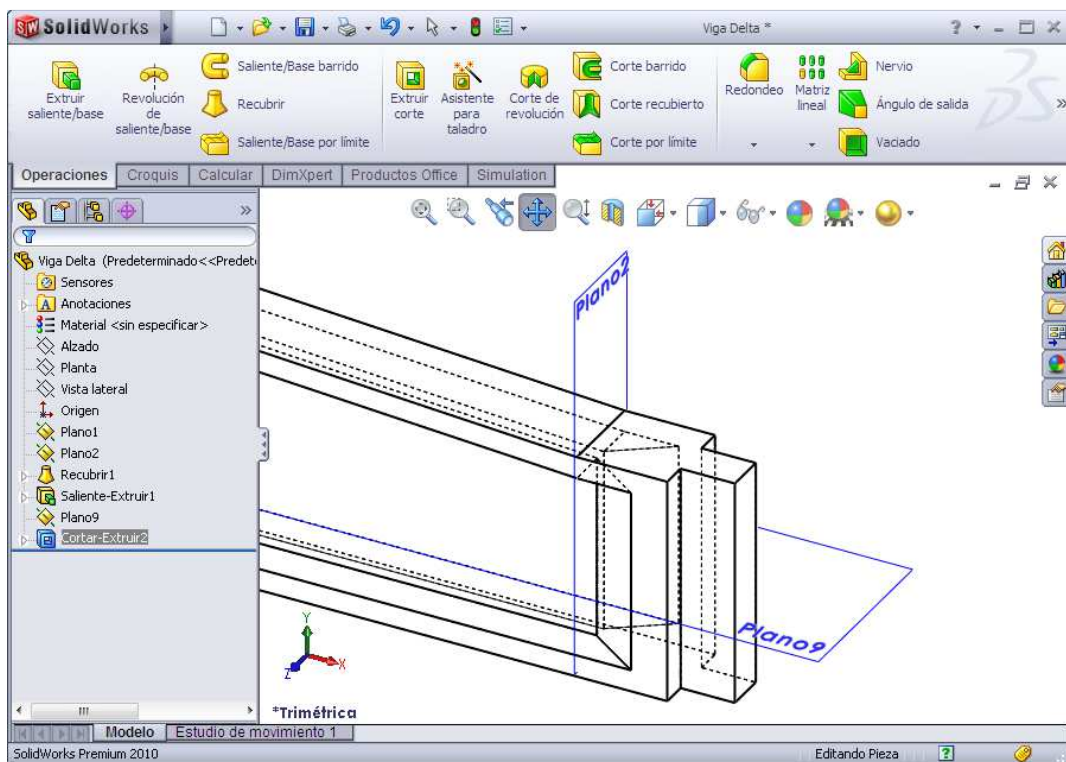 SolidWorks
Viga Delta *
Extruir saliente/base
Revolución de saliente/base
Saliente/Base barrido
Recubrir
Saliente/Base por límite
Extruir corte
Asistente para taladro
Corte de revolución
Corte barrido
Corte recubierto
Corte por límite
Redondeo
Matriz lineal
Nervio
Ángulo de salida
Vaciado
Operaciones
Croquis
Calcular
DimXpert
Productos Office
Simulation
Viga Delta (Predeterminado<<Predet
Sensores
Anotaciones
Material <sin especificar>
Alzado
Planta
Vista lateral
Origen
Plano1
Plano2
Recubrir1
Saliente-Extruir1
Plano9
Cortar-Extruir2
Plano2
Plano9
Y
X
Z
*Trimétrica
Modelo
Estudio de movimiento 1
SolidWorks Premium 2010
Editando Pieza